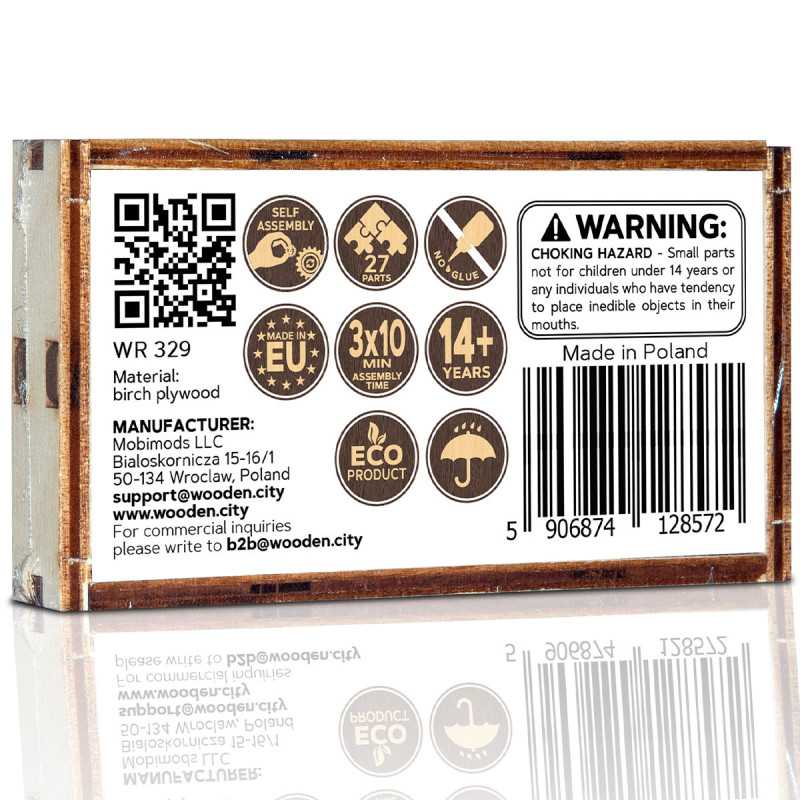 WR 329
Material:
birch plywood
MANUFACTURER:
Mobimods LLC
Bialoskornicza 15-16/1
50-134 Wroclaw, Poland
support@wooden.city
www.wooden.city
For commercial inquiries
please write to b2b@wooden.city
SELF
ASSEMBLY
27
PARTS
NO GLUE
MADE IN
EU
3x10
MIN
ASSEMBLY
TIME
14+
YEARS
ECO
PRODUCT
WARNING:
CHOKING HAZARD - Small parts
not for children under 14 years or
any individuals who have tendency
to place inedible objects in their
mouths.
Made in Poland
5 906874 128572